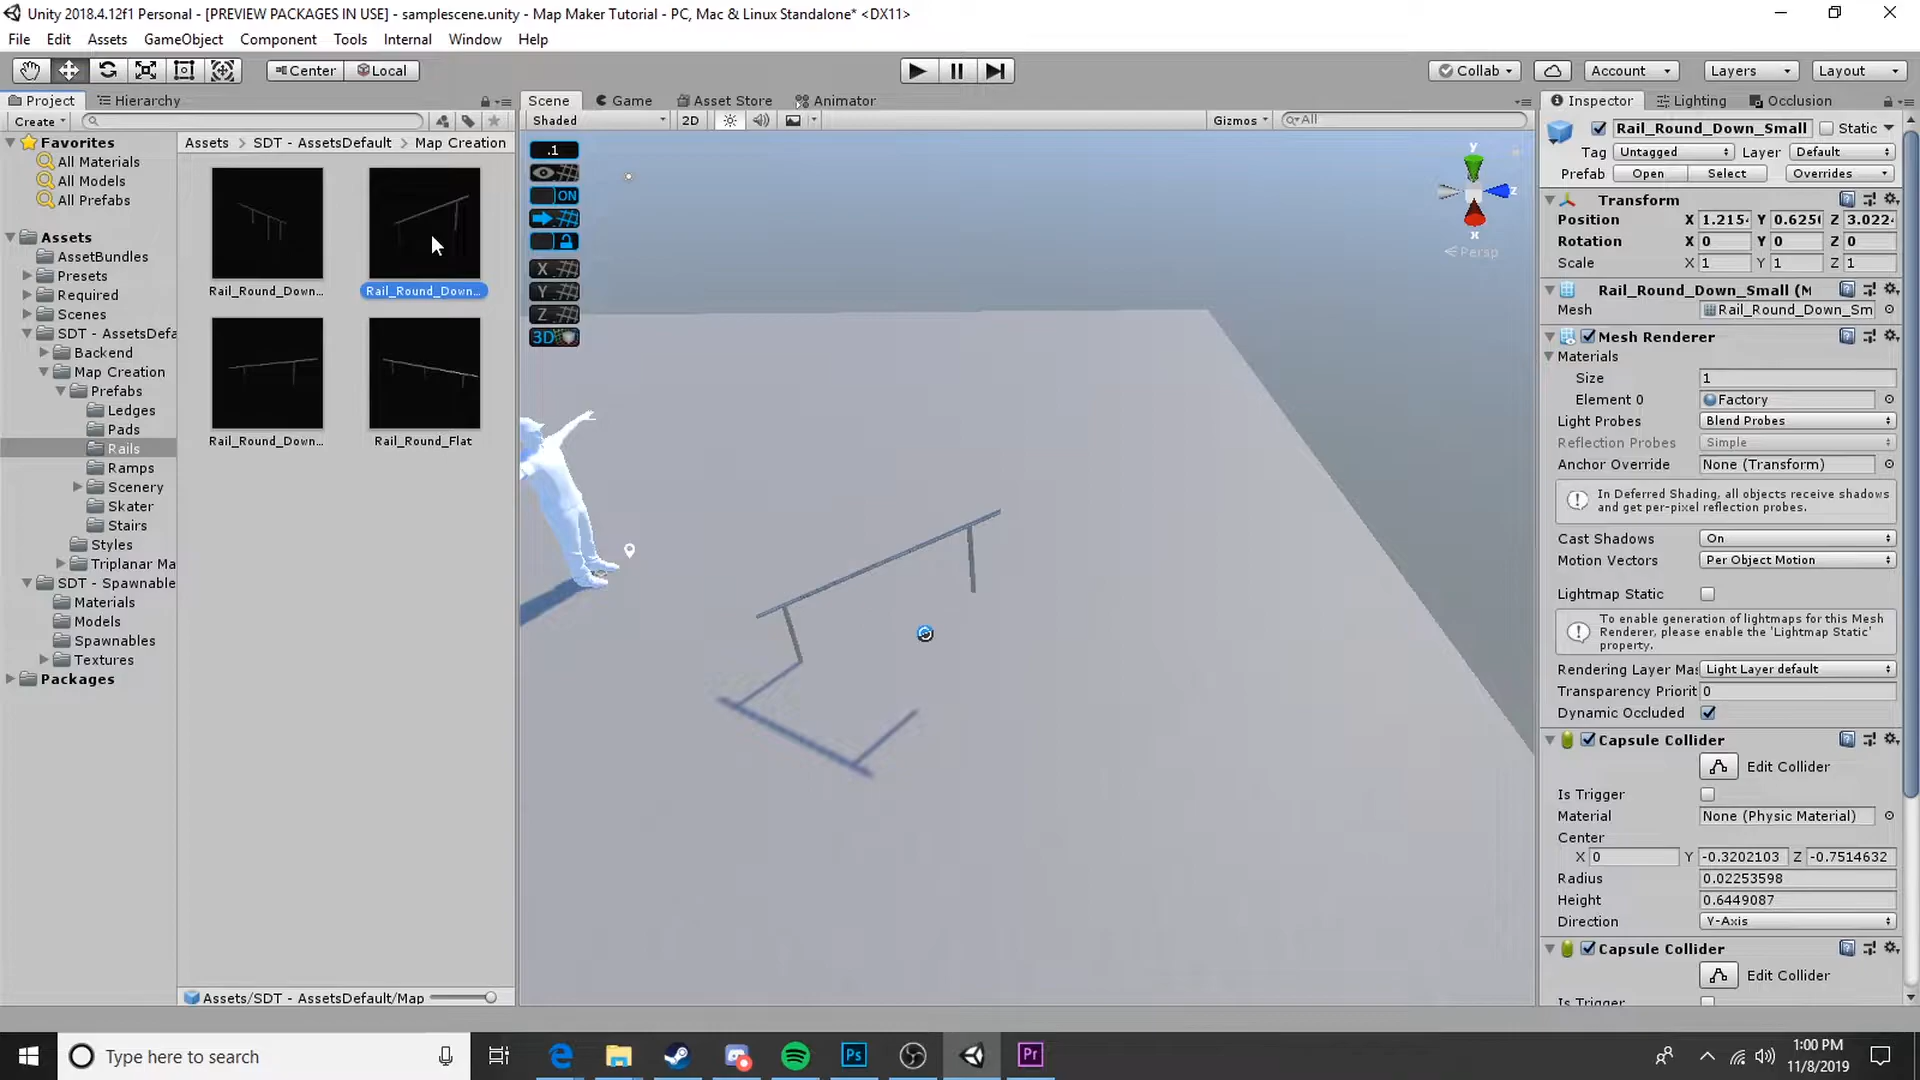 Unity 2018.4.12f1 Personal - [PREVIEW PACKAGES IN USE] - samplescene.unity - Map Maker Tutorial - PC, Mac & Linux Standalone* <DX11>
File Edit Assets GameObject Component Tools Internal Window Help
Center Local Collab Account Layers Layout
Project Hierarchy
Create
Favorites
All Materials
All Models
All Prefabs
Assets
AssetBundles
Presets
Required
Scenes
SDT - AssetsDefa
Backend
Map Creation
Prefabs
Ledges
Pads
Rails
Ramps
Scenery
Skater
Stairs
Styles
Triplanar Ma
SDT - Spawnable
Materials
Models
Spawnables
Textures
Packages
Assets > SDT - AssetsDefault > Map Creation
Rail_Round_Down... Rail_Round_Down...
Rail_Round_Down... Rail_Round_Flat
Assets/SDT - AssetsDefault/Map
Scene Game Asset Store Animator
Shaded 2D Gizmos All
.1
ON
X
Y
Z
3D
y
z
x
Persp
Inspector Lighting Occlusion
Rail_Round_Down_Small Static
Tag Untagged Layer Default
Prefab Open Select Overrides
Transform
Position X 1.215 Y 0.625 Z 3.022
Rotation X 0 Y 0 Z 0
Scale X 1 Y 1 Z 1
Rail_Round_Down_Small (M
Mesh Rail_Round_Down_Sm
Mesh Renderer
Materials
Size 1
Element 0 Factory
Light Probes Blend Probes
Reflection Probes Simple
Anchor Override None (Transform)
In Deferred Shading, all objects receive shadows
and get per-pixel reflection probes.
Cast Shadows On
Motion Vectors Per Object Motion
Lightmap Static
To enable generation of lightmaps for this Mesh
Renderer, please enable the 'Lightmap Static'
property.
Rendering Layer Mas Light Layer default
Transparency Priorit 0
Dynamic Occluded
Capsule Collider
Edit Collider
Is Trigger
Material None (Physic Material)
Center
X 0 Y -0.3202103 Z -0.7514632
Radius 0.02253598
Height 0.6449087
Direction Y-Axis
Capsule Collider
Edit Collider
Is Trigger
Type here to search
Ps
Pr
1:00 PM
11/8/2019